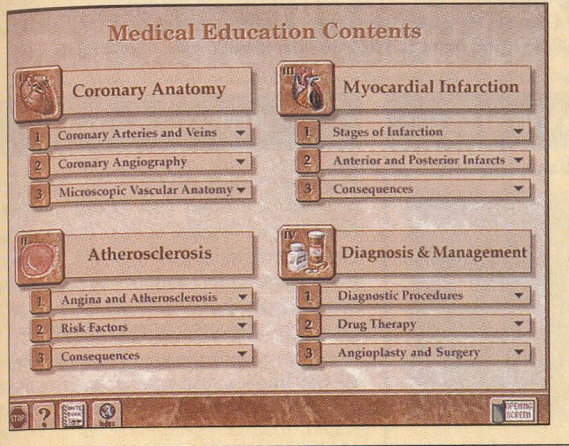 Medical Education Contents
I
Coronary Anatomy
1 Coronary Arteries and Veins
2 Coronary Angiography
3 Microscopic Vascular Anatomy
II
Atherosclerosis
1 Angina and Atherosclerosis
2 Risk Factors
3 Consequences
III
Myocardial Infarction
1 Stages of Infarction
2 Anterior and Posterior Infarcts
3 Consequences
IV
Diagnosis & Management
1 Diagnostic Procedures
2 Drug Therapy
3 Angioplasty and Surgery
STOP
?
NOTE
BOOK
Index
OPENING
SCREEN